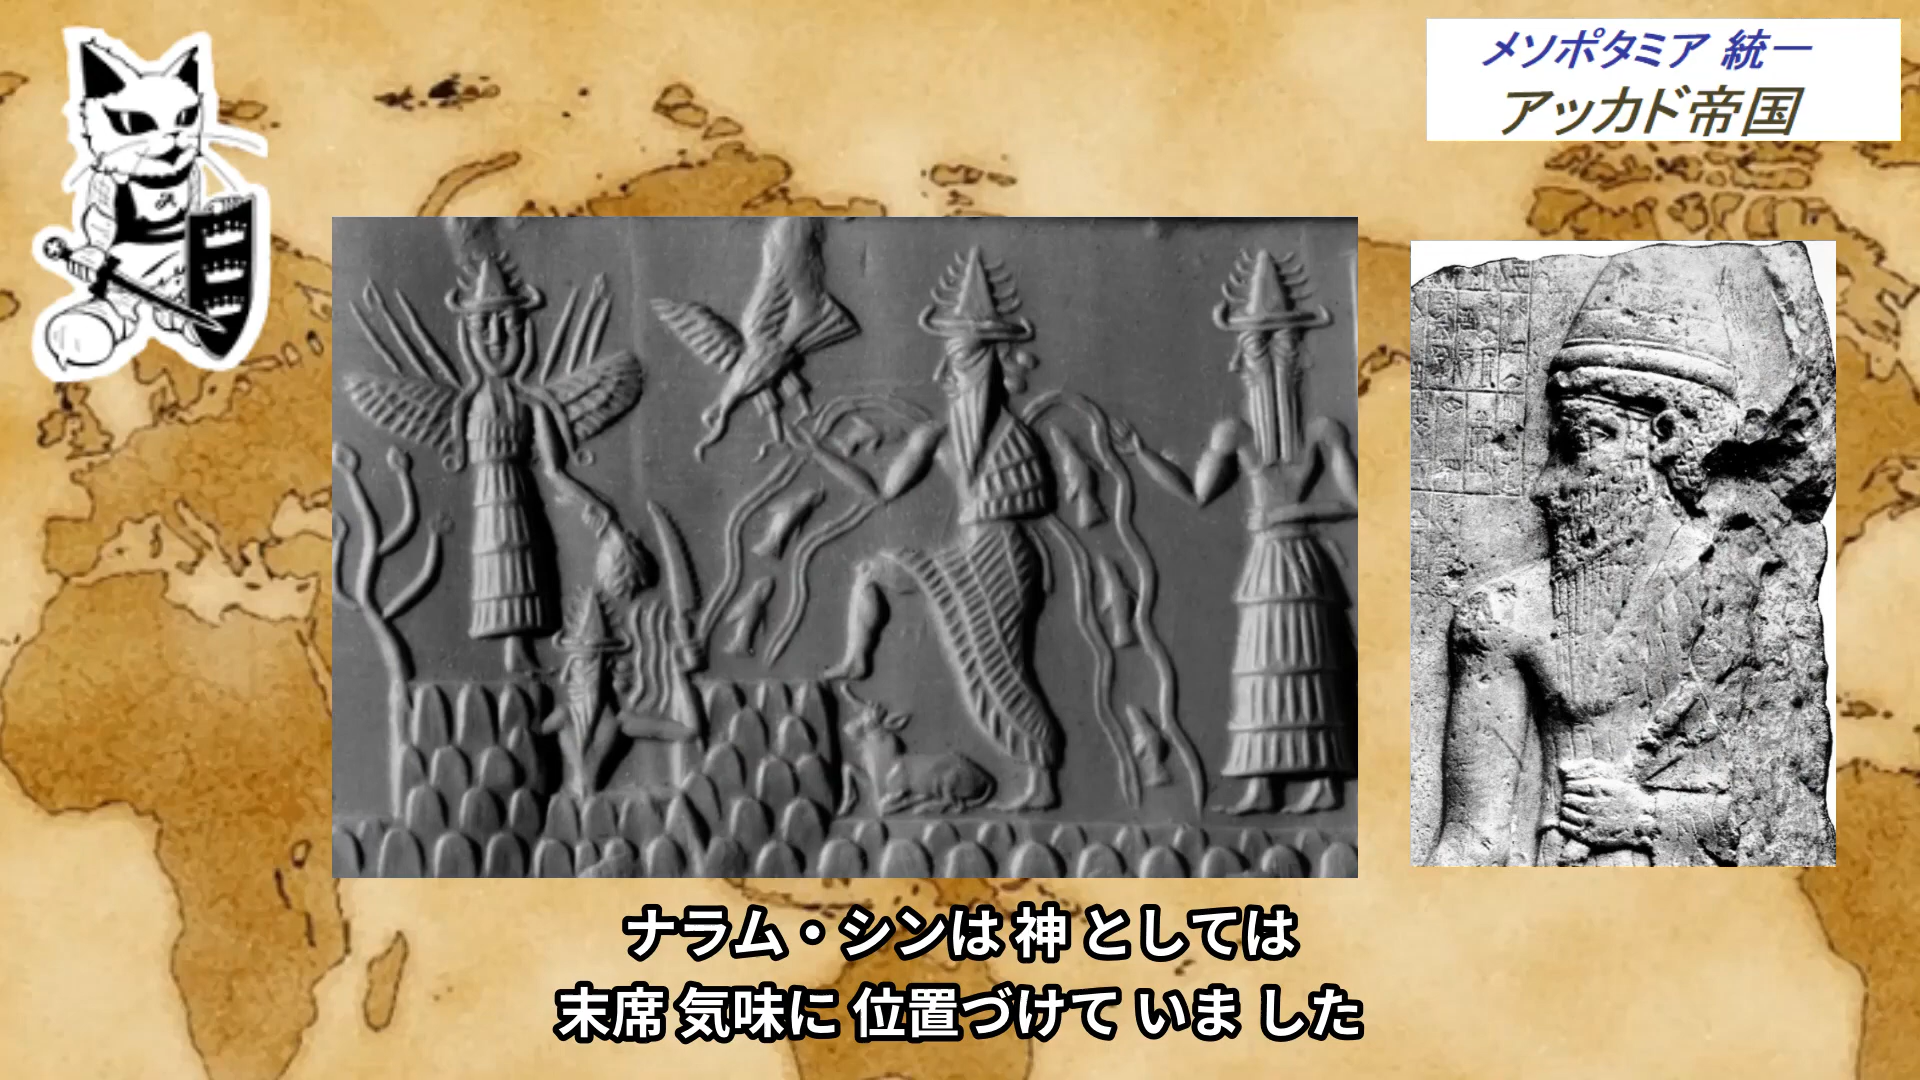 メソポタミア 統一
アッカド帝国
ナラム・シンは 神 としては
末席 気味に 位置づけて いま した